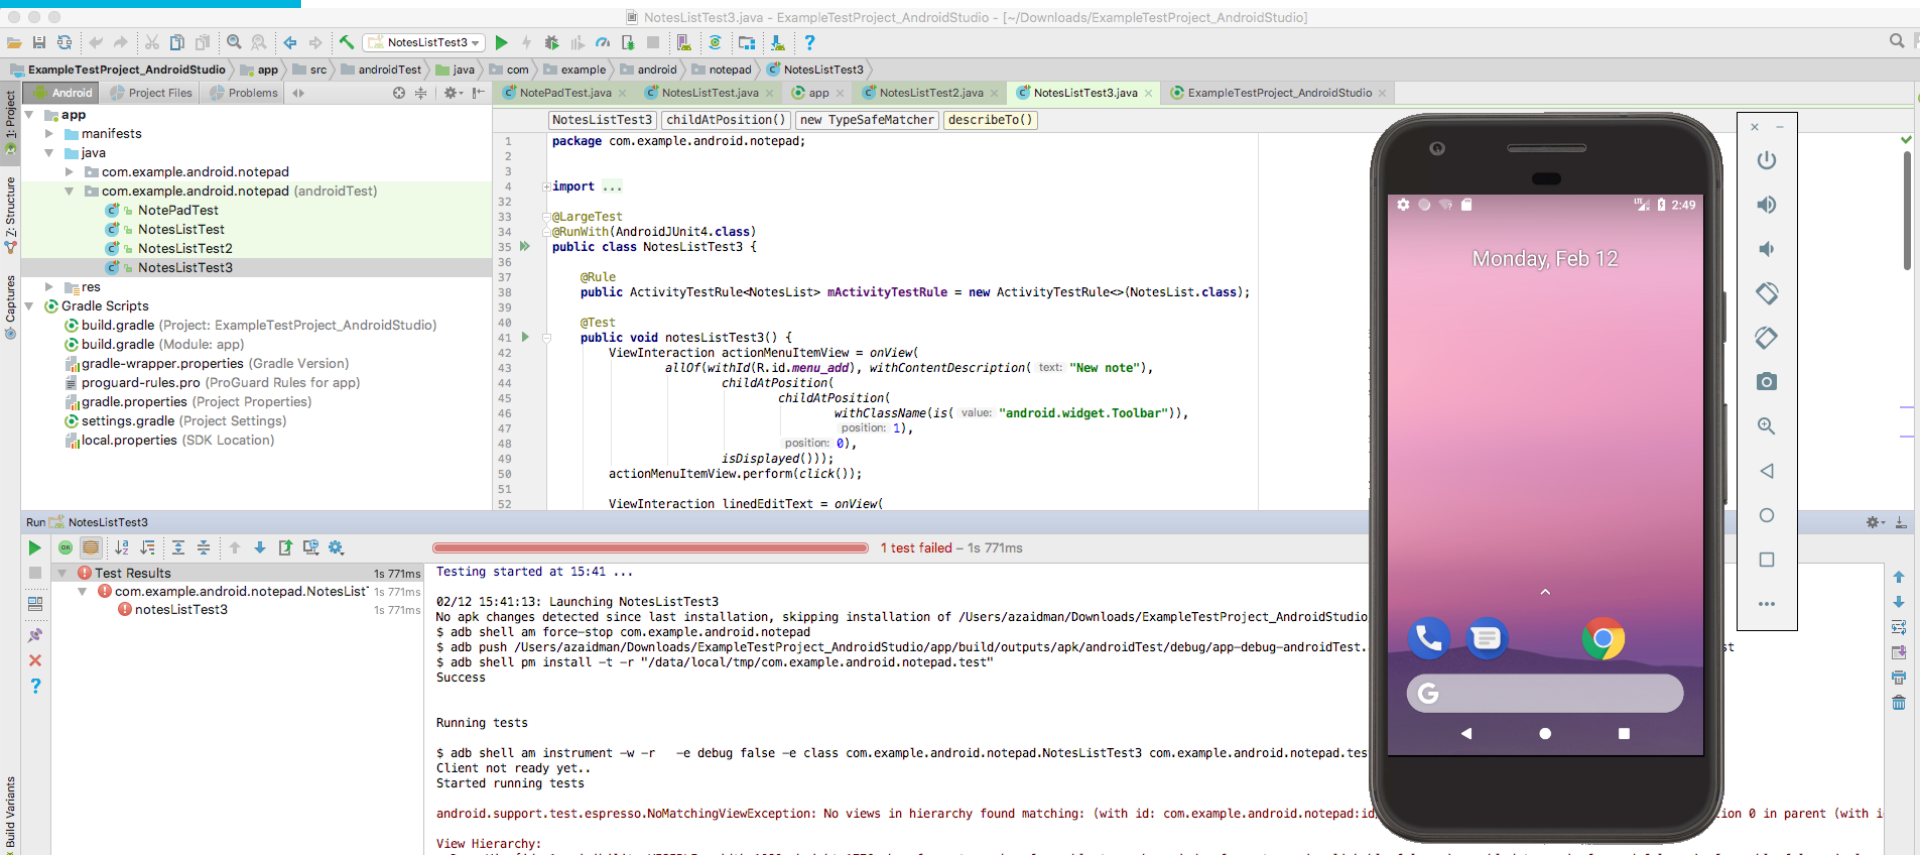 NotesListTest3.java - ExampleTestProject_AndroidStudio - [~/Downloads/ExampleTestProject_AndroidStudio]
NotesListTest3
ExampleTestProject_AndroidStudio app src androidTest java com example android notepad NotesListTest3
Android Project Files Problems
NotePadTest.java NotesListTest.java app NotesListTest2.java NotesListTest3.java ExampleTestProject_AndroidStudio
1: Project
Z: Structure
Captures
Build Variants
app
manifests
java
com.example.android.notepad
com.example.android.notepad (androidTest)
NotePadTest
NotesListTest
NotesListTest2
NotesListTest3
res
Gradle Scripts
build.gradle (Project: ExampleTestProject_AndroidStudio)
build.gradle (Module: app)
gradle-wrapper.properties (Gradle Version)
proguard-rules.pro (ProGuard Rules for app)
gradle.properties (Project Properties)
settings.gradle (Project Settings)
local.properties (SDK Location)
NotesListTest3 childAtPosition() new TypeSafeMatcher describeTo()
1 package com.example.android.notepad;
2
3
4 import ...
32
33 @LargeTest
34 @RunWith(AndroidJUnit4.class)
35 public class NotesListTest3 {
36
37 @Rule
38 public ActivityTestRule<NotesList> mActivityTestRule = new ActivityTestRule<>(NotesList.class);
39
40 @Test
41 public void notesListTest3() {
42 ViewInteraction actionMenuItemView = onView(
43 allOf(withId(R.id.menu_add), withContentDescription( text: "New note"),
44 childAtPosition(
45 childAtPosition(
46 withClassName(is( value: "android.widget.Toolbar")),
47 position: 1),
48 position: 0),
49 isDisplayed()));
50 actionMenuItemView.perform(click());
51
52 ViewInteraction linedEditText = onView(
2:49
Monday, Feb 12
G
Run NotesListTest3
OK
1 test failed – 1s 771ms
Test Results 1s 771ms
com.example.android.notepad.NotesList 1s 771ms
notesListTest3 1s 771ms
Testing started at 15:41 ...
02/12 15:41:13: Launching NotesListTest3
No apk changes detected since last installation, skipping installation of /Users/azaidman/Downloads/ExampleTestProject_AndroidStudio
$ adb shell am force-stop com.example.android.notepad
$ adb push /Users/azaidman/Downloads/ExampleTestProject_AndroidStudio/app/build/outputs/apk/androidTest/debug/app-debug-androidTest. st
$ adb shell pm install -t -r "/data/local/tmp/com.example.android.notepad.test"
Success
Running tests
$ adb shell am instrument -w -r -e debug false -e class com.example.android.notepad.NotesListTest3 com.example.android.notepad.tes
Client not ready yet..
Started running tests
android.support.test.espresso.NoMatchingViewException: No views in hierarchy found matching: (with id: com.example.android.notepad:id ion 0 in parent (with i
View Hierarchy: